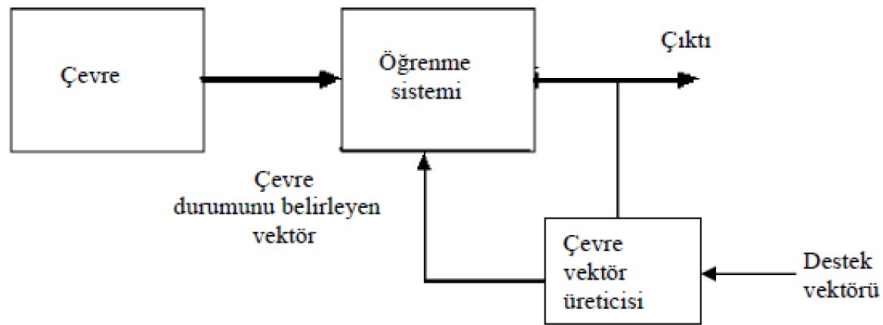 Çevre
Öğrenme
sistemi
Çıktı
Çevre
durumunu belirleyen
vektör
Çevre
vektör
üreticisi
Destek
vektörü